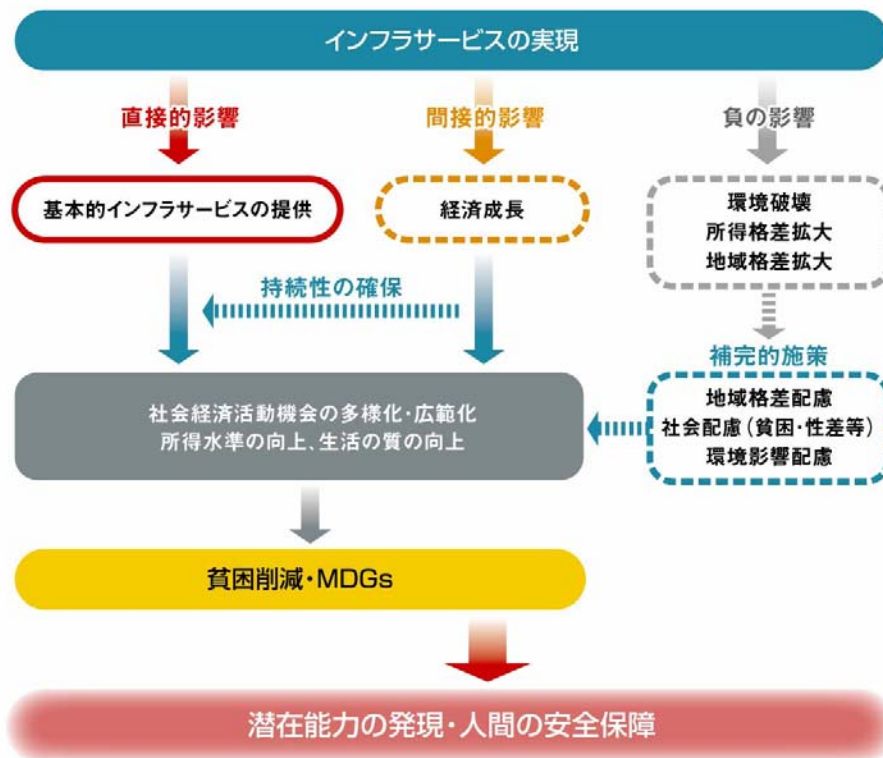 インフラサービスの実現
直接的影響
間接的影響
負の影響
基本的インフラサービスの提供
経済成長
環境破壊
所得格差拡大
地域格差拡大
持続性の確保
補完的施策
社会経済活動機会の多様化・広範化
所得水準の向上、生活の質の向上
地域格差配慮
社会配慮（貧困・性差等）
環境影響配慮
貧困削減・MDGs
潜在能力の発現・人間の安全保障